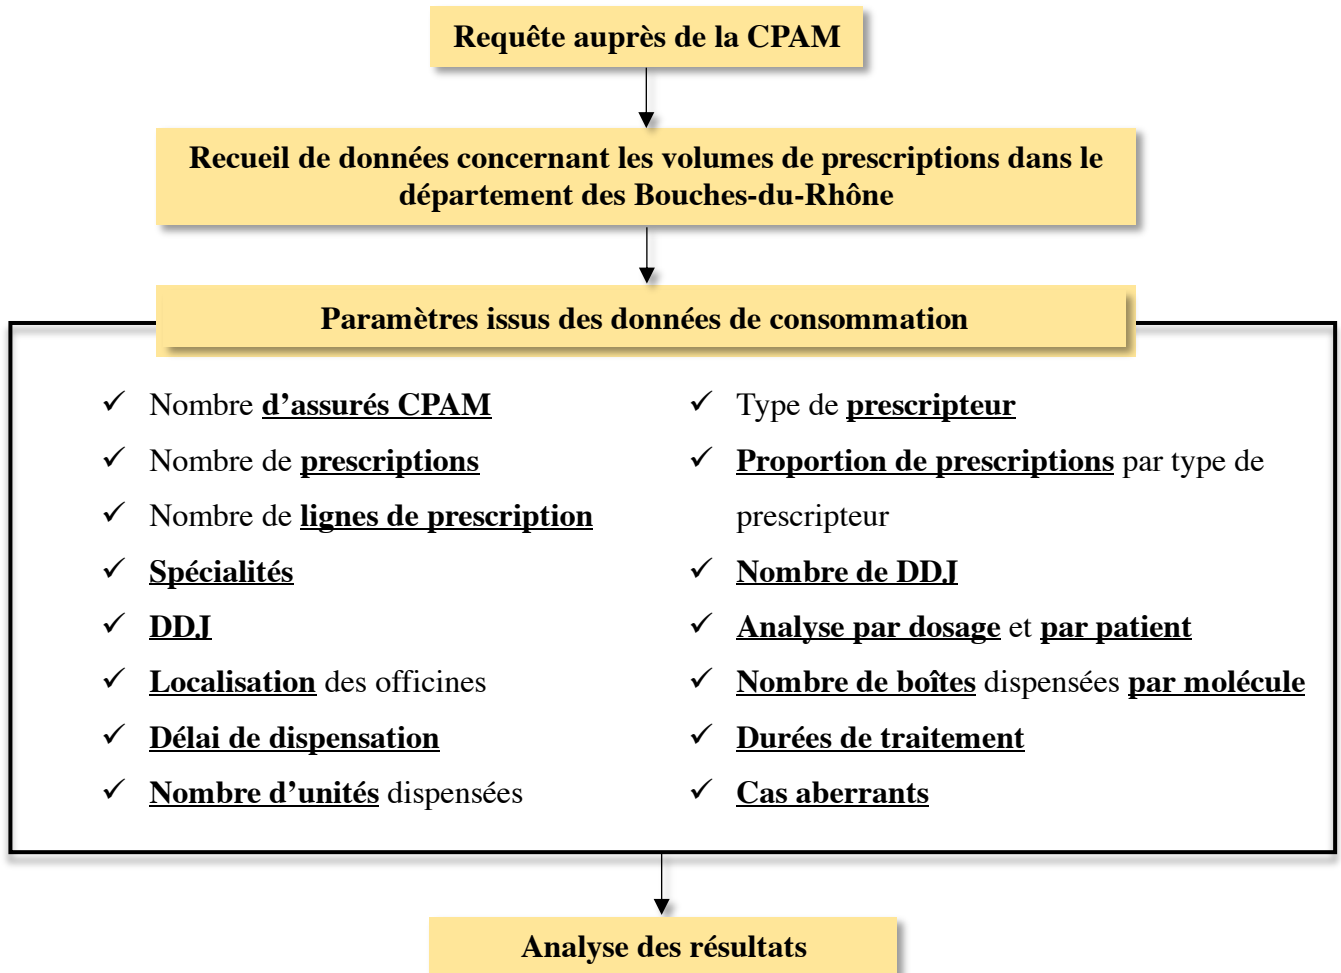 Requête auprès de la CPAM
Recueil de données concernant les volumes de prescriptions dans le
département des Bouches-du-Rhône
Paramètres issus des données de consommation
✓ Nombre d'assurés CPAM
✓ Nombre de prescriptions
✓ Nombre de lignes de prescription
✓ Spécialités
✓ DDJ
✓ Localisation des officines
✓ Délai de dispensation
✓ Nombre d'unités dispensées
✓ Type de prescripteur
✓ Proportion de prescriptions par type de
prescripteur
✓ Nombre de DDJ
✓ Analyse par dosage et par patient
✓ Nombre de boîtes dispensées par molécule
✓ Durées de traitement
✓ Cas aberrants
Analyse des résultats